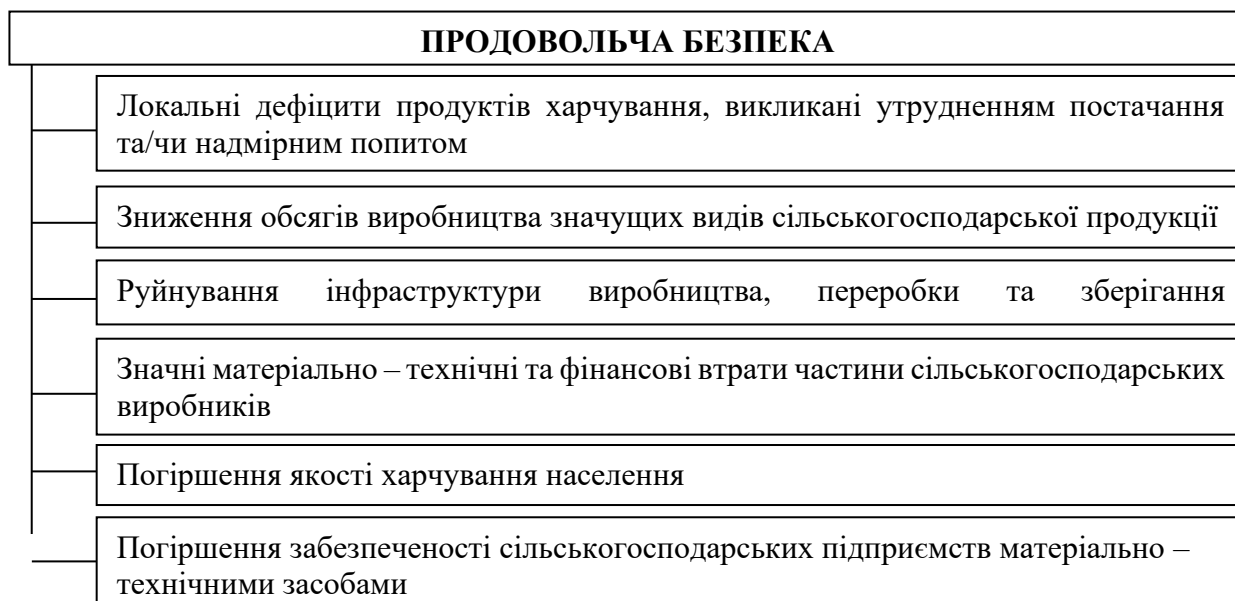 ПРОДОВОЛЬЧА БЕЗПЕКА
Локальні дефіцити продуктів харчування, викликані утрудненням постачання
та/чи надмірним попитом
Зниження обсягів виробництва значущих видів сільськогосподарської продукції
Руйнування інфраструктури виробництва, переробки та зберігання
Значні матеріально – технічні та фінансові втрати частини сільськогосподарських
виробників
Погіршення якості харчування населення
Погіршення забезпеченості сільськогосподарських підприємств матеріально –
технічними засобами